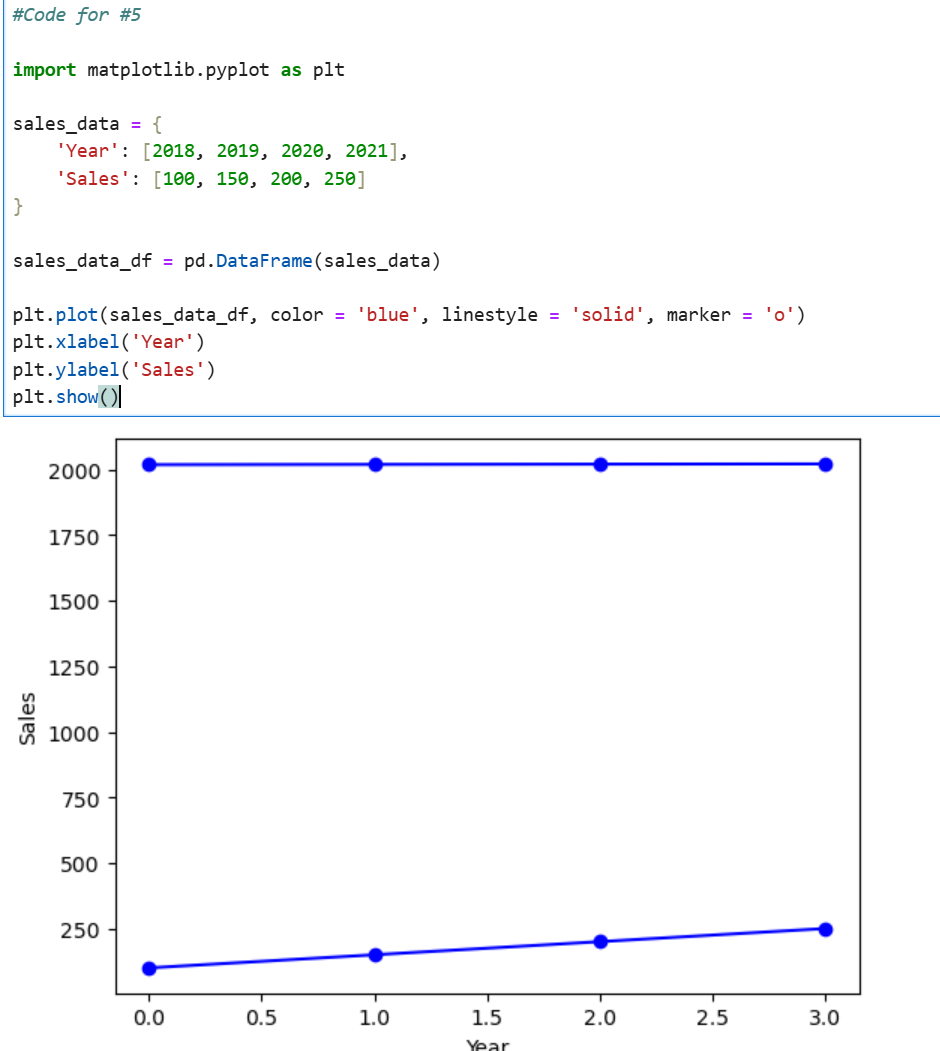 #Code for #5
import matplotlib.pyplot as plt
sales_data = {
    'Year': [2018, 2019, 2020, 2021],
    'Sales': [100, 150, 200, 250]
}
sales_data_df = pd.DataFrame(sales_data)
plt.plot(sales_data_df, color = 'blue', linestyle = 'solid', marker = 'o')
plt.xlabel('Year')
plt.ylabel('Sales')
plt.show()
2000
1750
1500
1250
1000
750
500
250
Sales
0.0 0.5 1.0 1.5 2.0 2.5 3.0
Year